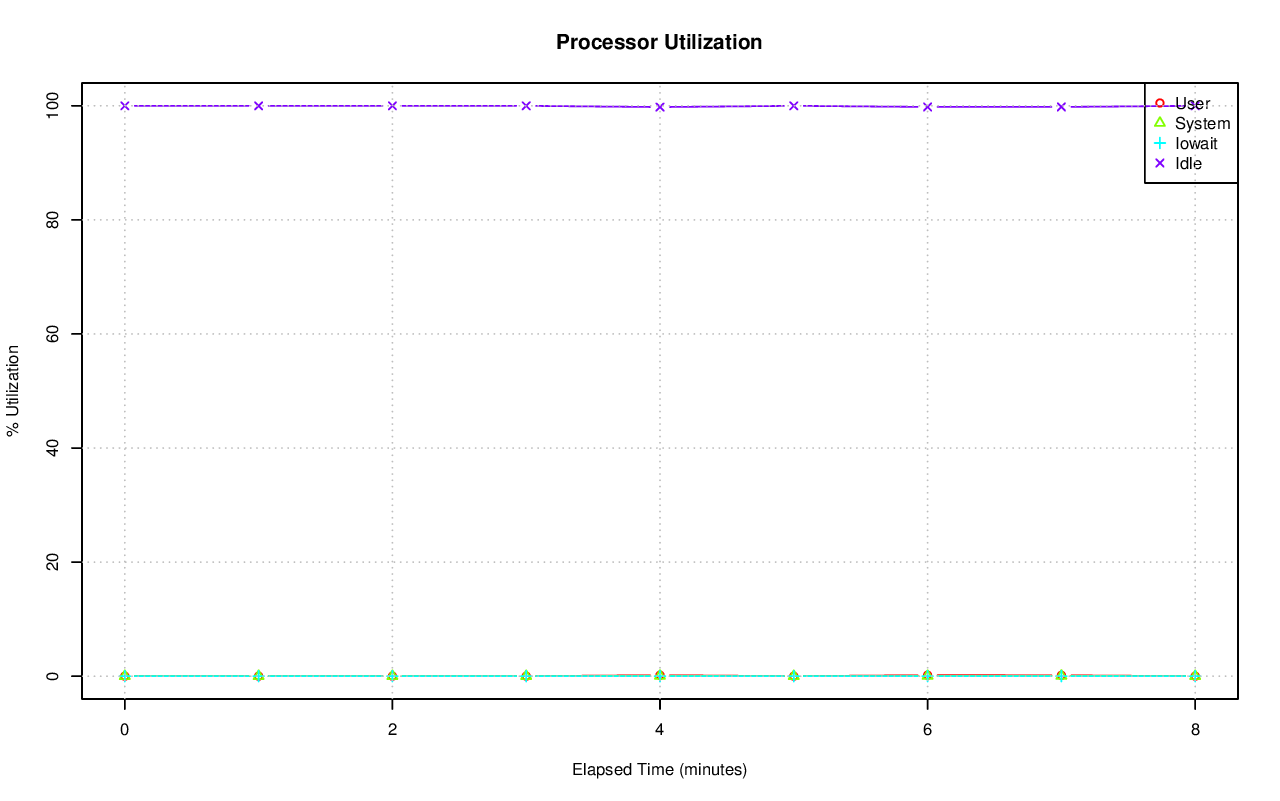 Processor Utilization
User
System
Iowait
Idle
% Utilization
100
80
60
40
20
0
0 2 4 6 8
Elapsed Time (minutes)